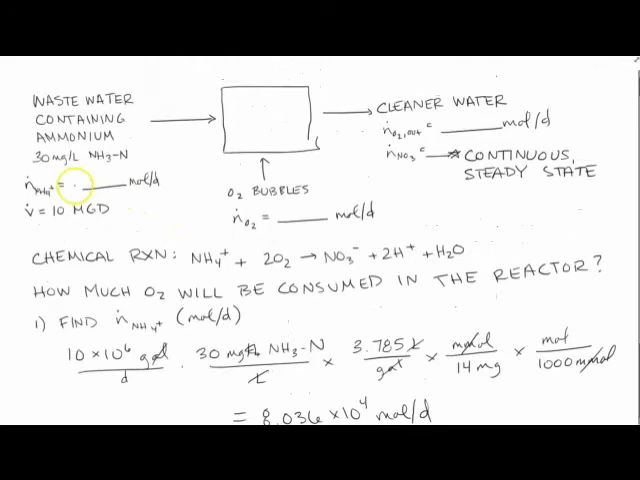 WASTE WATER
CONTAINING
AMMONIUM
30 mg/L NH3-N
ṅNH4+ = . ____ mol/d
v̇ = 10 MGD
CLEANER WATER
ṅO2,out = ____ mol/d
ṅNO3- = * CONTINUOUS,
STEADY STATE
O2 BUBBLES
ṅO2 = ____ mol/d
CHEMICAL RXN: NH4+ + 2O2 → NO3- + 2H+ + H2O
HOW MUCH O2 WILL BE CONSUMED IN THE REACTOR?
1) FIND ṅNH4+ (mol/d)
10 × 10^6 gal / d · 30 mg NH3-N / L × 3.785 L / gal × mmol / 14 mg × mol / 1000 mmol
= 8.036 × 10^4 mol/d